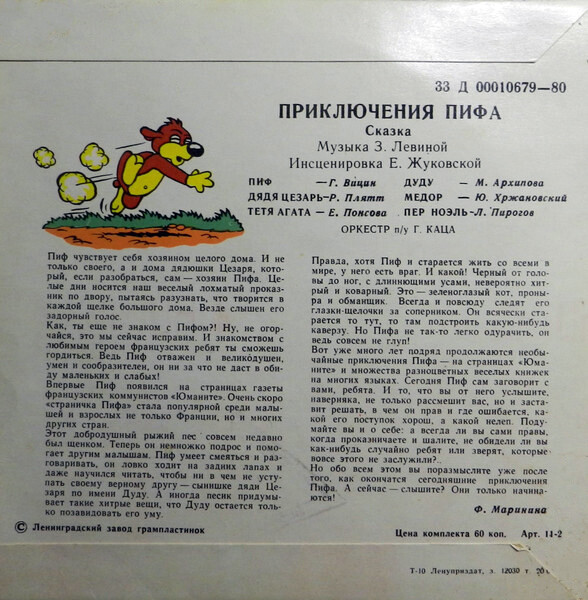 33 Д 00010679—80
ПРИКЛЮЧЕНИЯ ПИФА
Сказка
Музыка З. Левиной
Инсценировка Е. Жуковской
ПИФ — Г. Вицин ДУДУ — М. Архипова
ДЯДЯ ЦЕЗАРЬ—Р. Плятт МЕДОР — Ю. Хржановский
ТЕТЯ АГАТА — Е. Понсова ПЕР НОЭЛЬ—Л. Пирогов
ОРКЕСТР п/у Г. КАЦА
Пиф чувствует себя хозяином целого дома. И не
только своего, а и дома дядюшки Цезаря, кото-
рый, если разобраться, сам — хозяин Пифа. Це-
лые дни носится наш веселый лохматый проказ-
ник по двору, пытаясь разузнать, что творится в
каждой щелке большого дома. Везде слышен его
задорный голос.
Как, ты еще не знаком с Пифом?! Ну, не огор-
чайся, это мы сейчас исправим. И знакомством с
любимым героем французских ребят ты сможешь
гордиться. Ведь Пиф отважен и великодушен,
умен и сообразителен, он ни за что не даст в оби-
ду маленьких и слабых!
Впервые Пиф появился на страницах газеты
французских коммунистов «Юманите». Очень скоро
«страничка Пифа» стала популярной среди малы-
шей и взрослых не только Франции, но и многих
других стран.
Этот добродушный рыжий пес совсем недавно
был щенком. Теперь он немножко подрос и помо-
гает другим малышам. Пиф умеет смеяться и раз-
говаривать, он ловко ходит на задних лапах и
даже научился читать, чтобы ни в чем не усту-
пать своему верному другу — сынишке дяди Це-
заря по имени Дуду. А иногда песик придумы-
вает такие хитрые вещи, что Дуду остается толь-
ко позавидовать его уму.
Правда, хотя Пиф и старается жить со всеми в
мире, у него есть враг. И какой! Черный от голо-
вы до ног, с длиннющими усами, невероятно хит-
рый и коварный. Это — зеленоглазый кот, проны-
ра и обманщик. Всегда и повсюду следят его
глазки-щелочки за соперником. Он всячески ста-
рается то тут, то там подстроить какую-нибудь
каверзу. Но Пифа не так-то легко одурачить, он
ведь совсем не глуп!
Вот уже много лет подряд продолжаются необы-
чайные приключения Пифа — на страницах «Юма-
ните» и множества разноцветных веселых книжек
на многих языках. Сегодня Пиф сам заговорит с
вами, ребята. И то, что вы от него услышите,
наверняка, не только рассмешит вас, но и заста-
вит решать, в чем он прав и где ошибается, ка-
кой его поступок хорош, а какой нелеп. Поду-
майте вы и о себе: а всегда ли вы сами правы,
когда проказничаете и шалите, не обидели ли вы
как-нибудь случайно ребят или зверят, которые-
вовсе этого не заслужили?..
Но обо всем этом вы поразмыслите уже после
того, как окончатся сегодняшние приключения
Пифа. А сейчас — слышите? Они только начина-
ются!
Ф. Маринина
© Ленинградский завод грампластинок
Цена комплекта 60 коп. Арт. 11-2
Т-10 Ленуприздат, з. 12030 т.